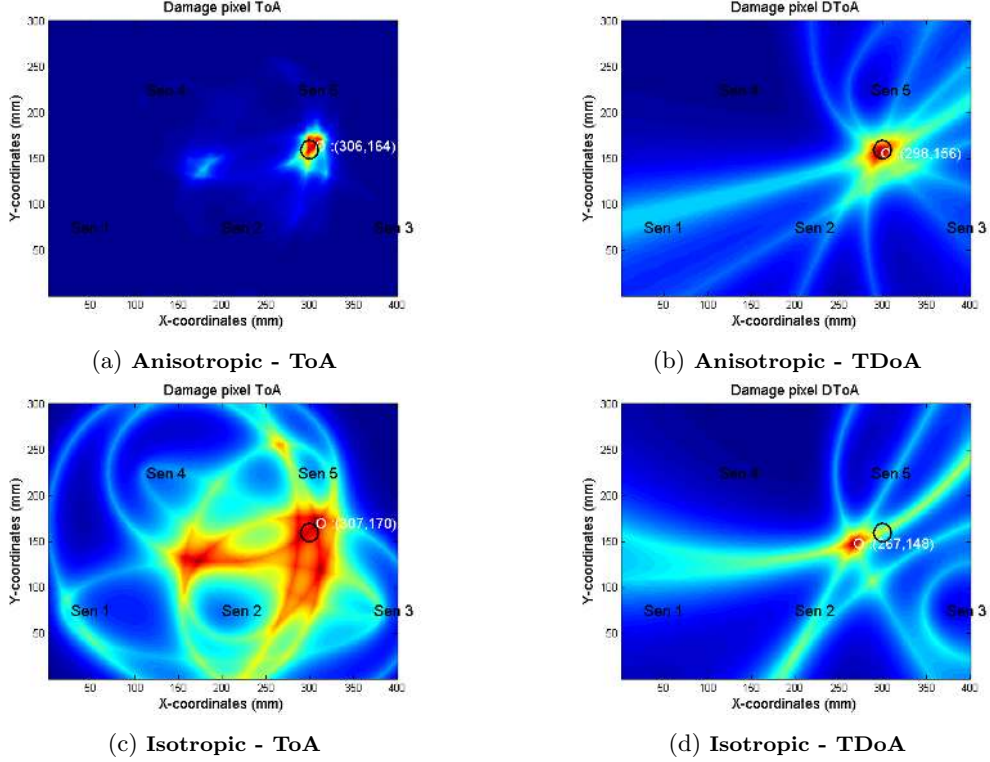 Damage pixel ToA
300
250
200
150
100
50
Y-coordinates (mm)
Sen 4
Sen 5
:(306,164)
Sen 1
Sen 2
Sen 3
50 100 150 200 250 300 350 400
X-coordinates (mm)
(a) Anisotropic - ToA
Damage pixel DToA
300
250
200
150
100
50
Y-coordinates (mm)
Sen 4
Sen 5
:(298,156)
Sen 1
Sen 2
Sen 3
50 100 150 200 250 300 350 400
X-coordinates (mm)
(b) Anisotropic - TDoA
Damage pixel ToA
300
250
200
150
100
50
Y-coordinates (mm)
Sen 4
Sen 5
:(307,170)
Sen 1
Sen 2
Sen 3
50 100 150 200 250 300 350 400
X-coordinates (mm)
(c) Isotropic - ToA
Damage pixel DToA
300
250
200
150
100
50
Y-coordinates (mm)
Sen 4
Sen 5
Sen 1
Sen 2
Sen 3
50 100 150 200 250 300 350 400
X-coordinates (mm)
(d) Isotropic - TDoA